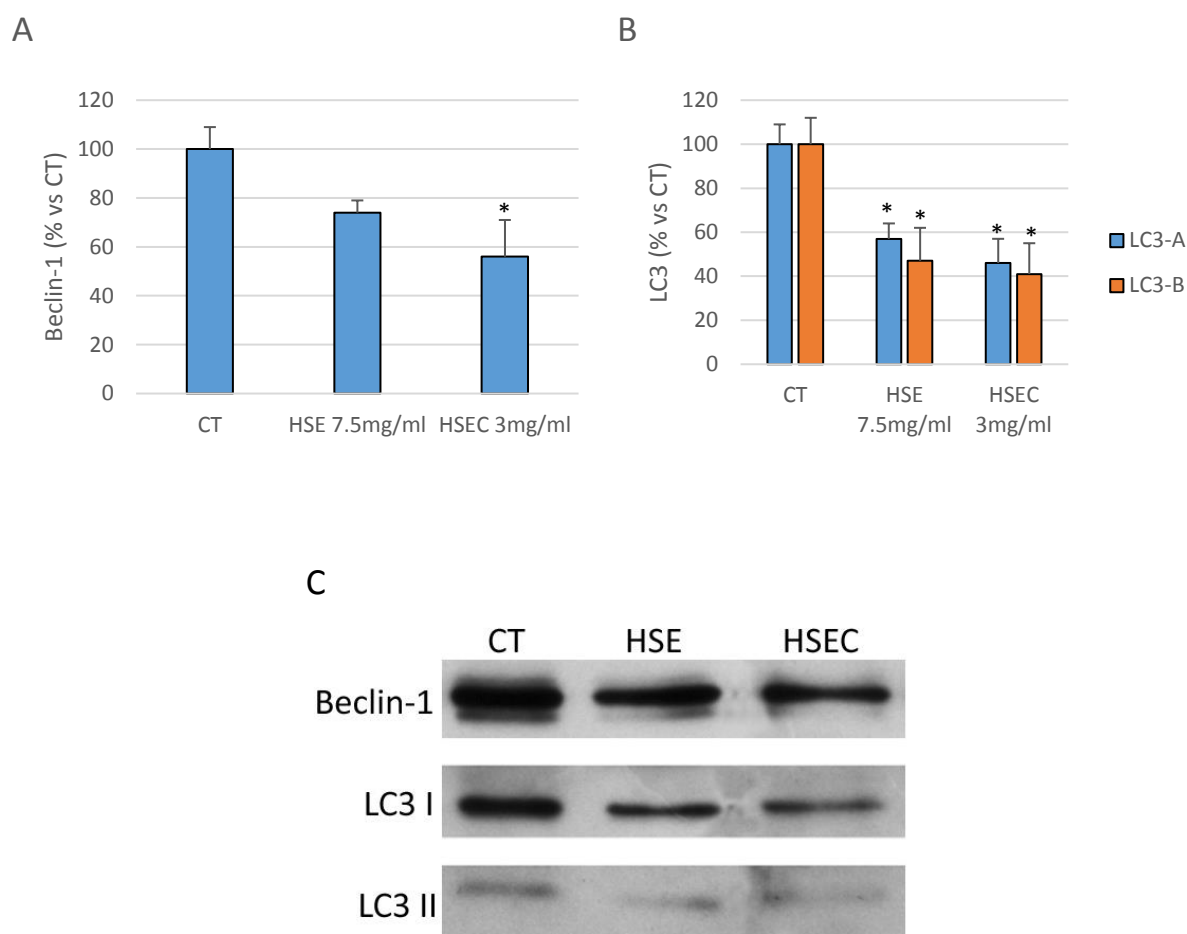 A
120
100
80
60
40
20
0
Beclin-1 (% vs CT)
*
CT
HSE 7.5mg/ml
HSEC 3mg/ml
B
120
100
80
60
40
20
0
LC3 (% vs CT)
* * * *
CT
HSE
7.5mg/ml
HSEC
3mg/ml
LC3-A
LC3-B
C
CT HSE HSEC
Beclin-1
LC3 I
LC3 II